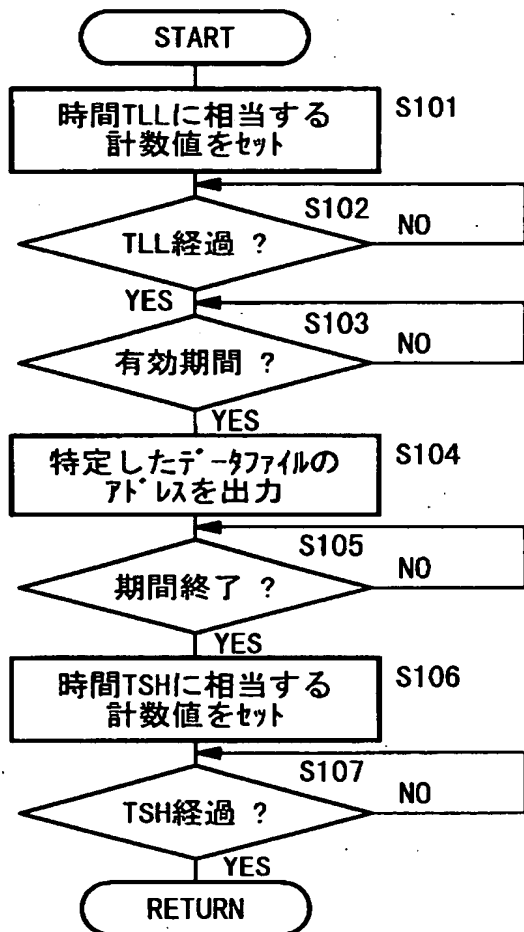 START
時間TLLに相当する
計数値をセット
S101
S102
TLL経過 ?
NO
YES
S103
有効期間 ?
NO
YES
特定したデータファイルの
アドレスを出力
S104
S105
期間終了 ?
NO
YES
時間TSHに相当する
計数値をセット
S106
S107
TSH経過 ?
NO
YES
RETURN